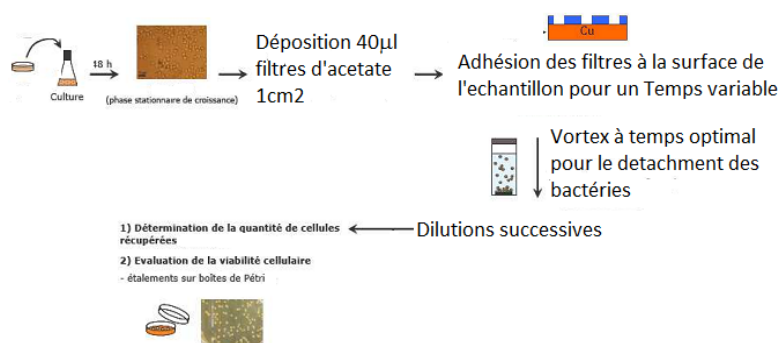 18 h
Culture
(phase stationnaire de croissance)
Déposition 40µl
filtres d'acetate
1cm2
Cu
Adhésion des filtres à la surface de
l'echantillon pour un Temps variable
Vortex à temps optimal
pour le detachment des
bactéries
Dilutions successives
1) Détermination de la quantité de cellules
récupérées
2) Evaluation de la viabilité cellulaire
- étalements sur boîtes de Pétri